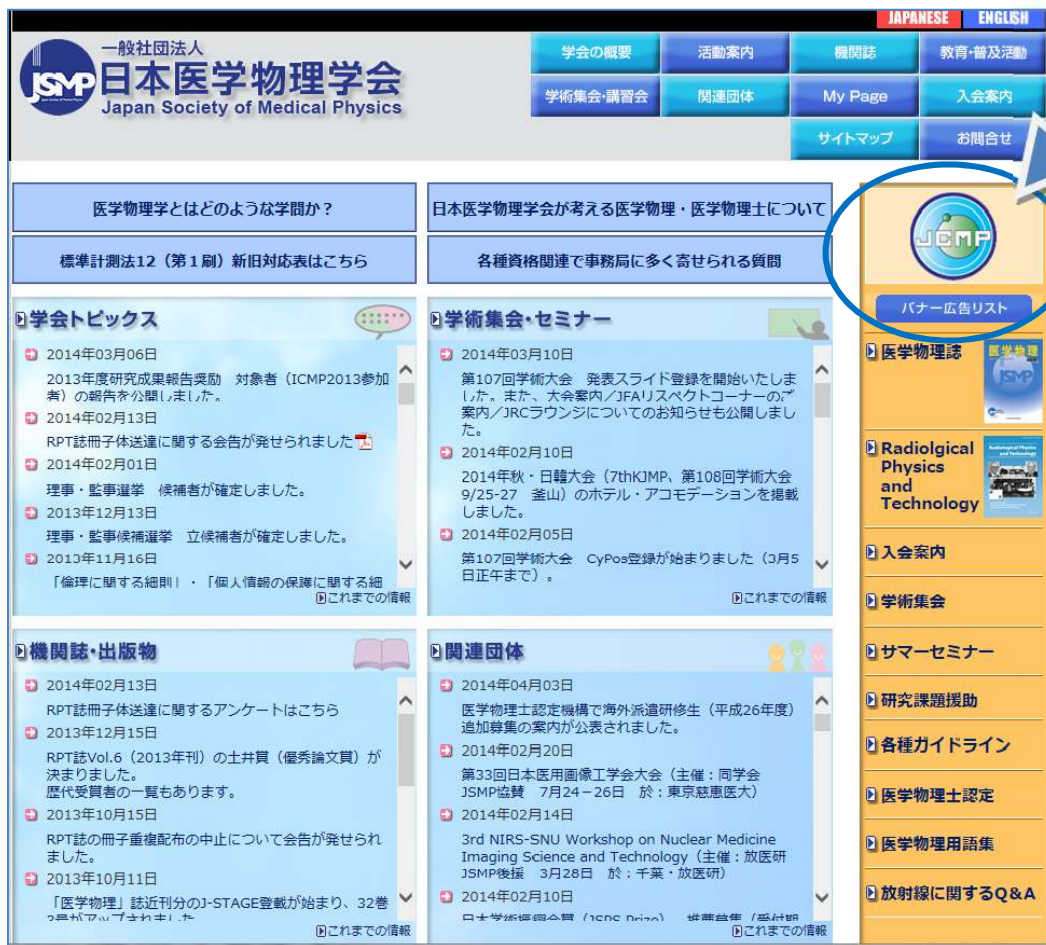 JAPANESE ENGLISH
一般社団法人
JSMP 日本医学物理学会
Japan Society of Medical Physics
学会の概要 活動案内 機関誌 教育・普及活動
学術集会・講習会 関連団体 My Page 入会案内
サイトマップ お問合せ
医学物理学とはどのような学問か？
日本医学物理学会が考える医学物理・医学物理士について
標準計測法12（第１刷）新旧対応表はこちら
各種資格関連で事務局に多く寄せられる質問
学会トピックス
2014年03月06日
2013年度研究成果報告奨励　対象者（ICMP2013参加
者）の報告を公開しました。
2014年02月13日
RPT誌冊子体送達に関する会告が発せられました
2014年02月01日
理事・監事選挙　候補者が確定しました。
2013年12月13日
理事・監事候補選挙　立候補者が確定しました。
2013年11月16日
「倫理に関する細則」・「個人情報の保護に関する細
これまでの情報
学術集会・セミナー
2014年03月10日
第107回学術大会　発表スライド登録を開始いたしま
した。また、大会案内／JFAリスペクトコーナーのご
案内／JRCラウンジについてのお知らせも公開しまし
た。
2014年02月10日
2014年秋・日韓大会（7thKJMP、第108回学術大会
9/25-27　釜山）のホテル・アコモデーションを掲載
しました。
2014年02月05日
第107回学術大会　CyPos登録が始まりました（3月5
日正午まで）。
これまでの情報
機関誌・出版物
2014年02月13日
RPT誌冊子体送達に関するアンケートはこちら
2013年12月15日
RPT誌Vol.6（2013年刊）の土井賞（優秀論文賞）が
決まりました。
歴代受賞者の一覧もあります。
2013年10月15日
RPT誌の冊子重複配布の中止について会告が発せられ
ました。
2013年10月11日
「医学物理」誌近刊分のJ-STAGE登載が始まり、32巻
3号がアップされました
これまでの情報
関連団体
2014年04月03日
医学物理士認定機構で海外派遣研修生（平成26年度）
追加募集の案内が公表されました。
2014年02月20日
第33回日本医用画像工学会大会（主催：同学会
JSMP協賛　7月24－26日　於：東京慈恵医大）
2014年02月14日
3rd NIRS-SNU Workshop on Nuclear Medicine
Imaging Science and Technology（主催：放医研
JSMP後援　3月28日　於：千葉・放医研）
2014年02月10日
日本学術振興会賞（JSPS Prize）　推薦募集（受付期
これまでの情報
JCMP
バナー広告リスト
医学物理誌
医学物理
JSMP
Radiolgical
Physics
and
Technology
入会案内
学術集会
サマーセミナー
研究課題援助
各種ガイドライン
医学物理士認定
医学物理用語集
放射線に関するQ&A